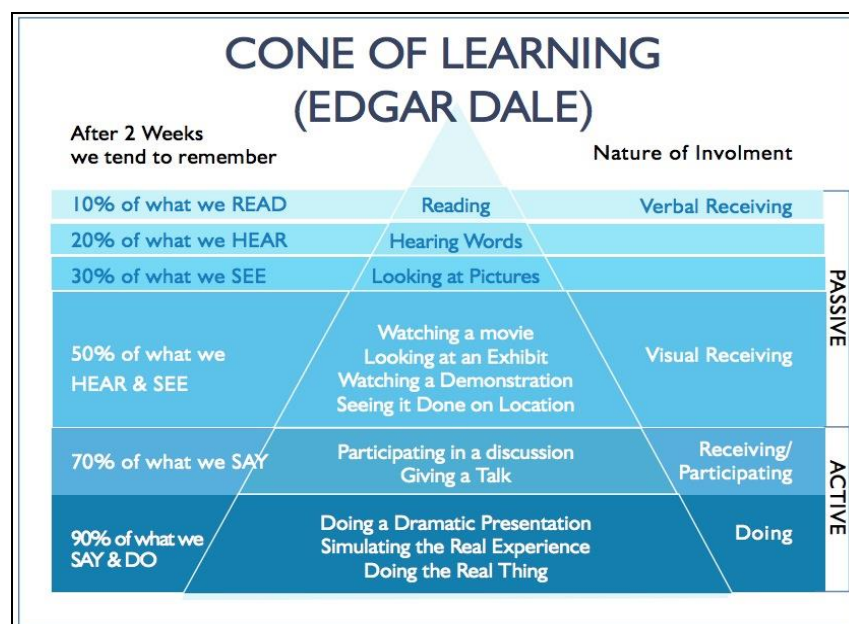 CONE OF LEARNING
(EDGAR DALE)
After 2 Weeks
we tend to remember
Nature of Involment
10% of what we READ
Reading
Verbal Receiving
20% of what we HEAR
Hearing Words
30% of what we SEE
Looking at Pictures
50% of what we
HEAR & SEE
Watching a movie
Looking at an Exhibit
Watching a Demonstration
Seeing it Done on Location
Visual Receiving
PASSIVE
70% of what we SAY
Participating in a discussion
Giving a Talk
Receiving/
Participating
90% of what we
SAY & DO
Doing a Dramatic Presentation
Simulating the Real Experience
Doing the Real Thing
Doing
ACTIVE